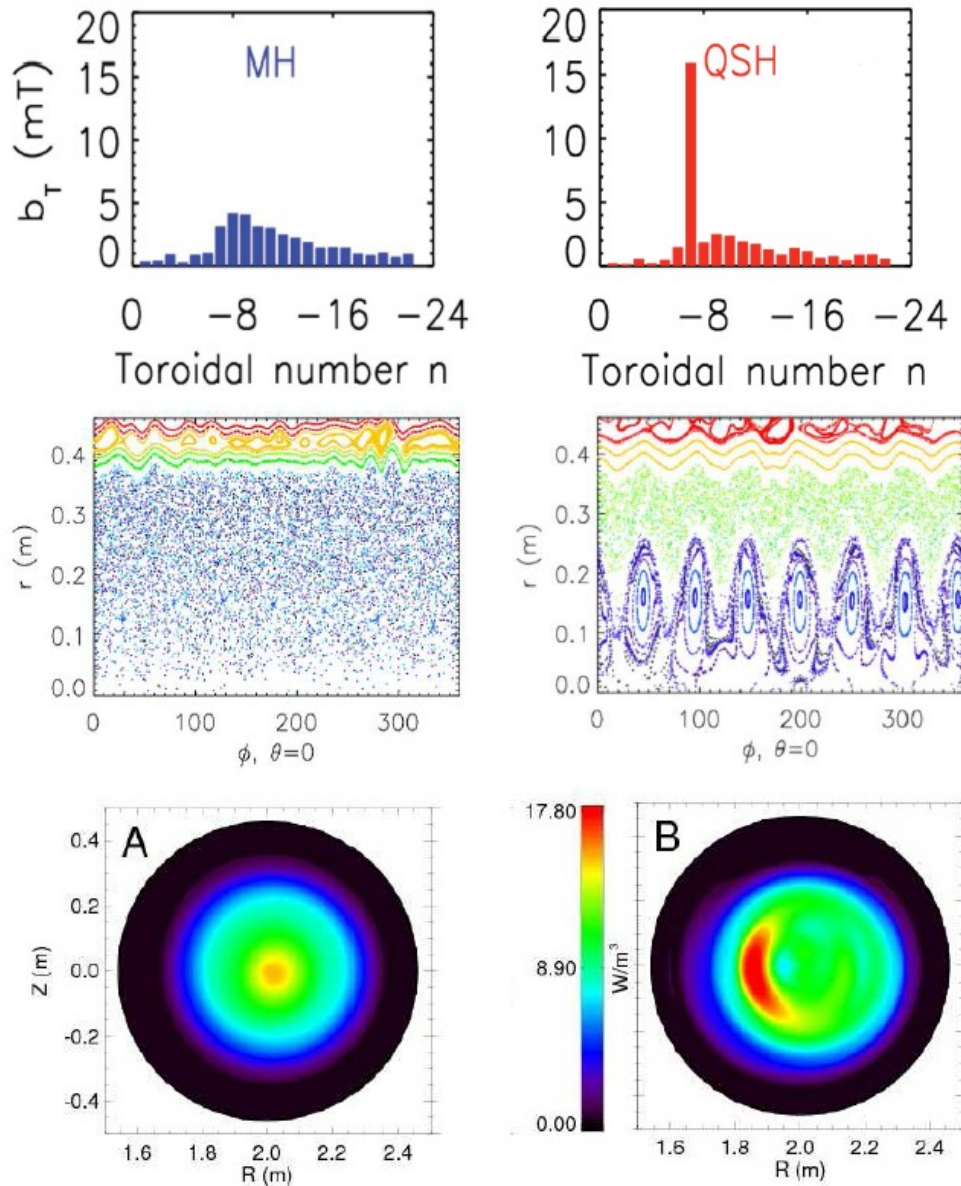 20
15
10
5
0
b_T (mT)
MH
0 -8 -16 -24
Toroidal number n
20
15
10
5
0
QSH
0 -8 -16 -24
Toroidal number n
0.4
0.3
0.2
0.1
0.0
r (m)
0 100 200 300
φ, θ=0
0.4
0.3
0.2
0.1
0.0
r (m)
0 100 200 300
φ, θ=0
A
0.4
0.2
0.0
-0.2
-0.4
Z (m)
1.6 1.8 2.0 2.2 2.4
R (m)
17.80
8.90
0.00
W/m³
B
1.6 1.8 2.0 2.2 2.4
R (m)